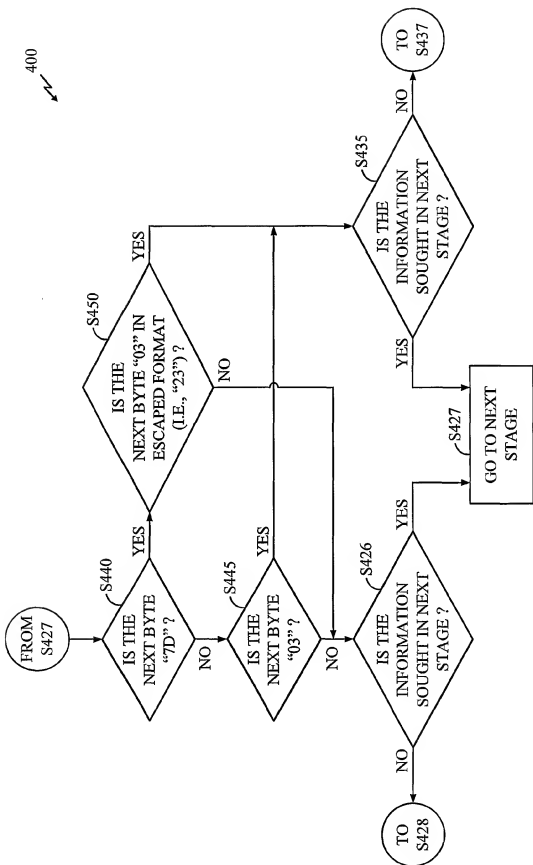 400
FROM
S427
S440
IS THE
NEXT BYTE
“7D” ?
YES
NO
S450
IS THE
NEXT BYTE “03” IN
ESCAPED FORMAT
(I.E., “23”) ?
YES
NO
S445
IS THE
NEXT BYTE
“03” ?
YES
NO
S426
IS THE
INFORMATION
SOUGHT IN NEXT
STAGE ?
YES
NO
TO
S428
S427
GO TO NEXT
STAGE
S435
IS THE
INFORMATION
SOUGHT IN NEXT
STAGE ?
YES
NO
TO
S437